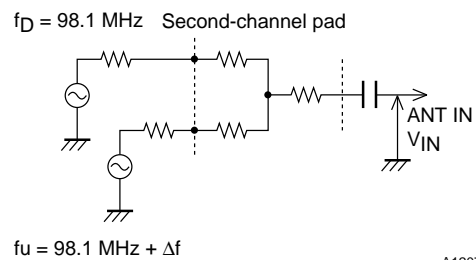 fD = 98.1 MHz Second-channel pad
ANT IN
VIN
fu = 98.1 MHz + Δf